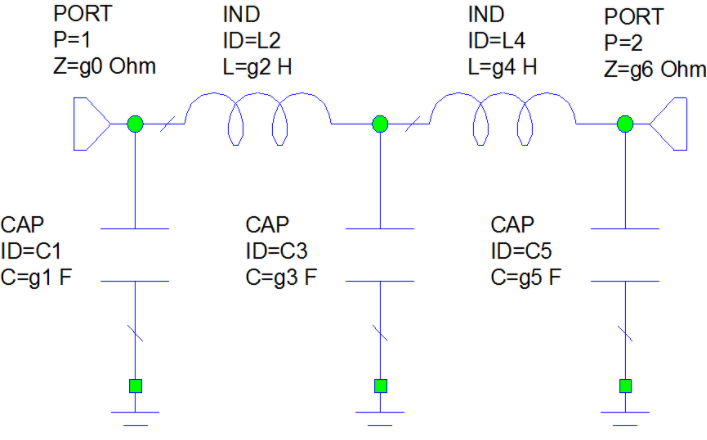 PORT
P=1
Z=g0 Ohm
IND
ID=L2
L=g2 H
IND
ID=L4
L=g4 H
PORT
P=2
Z=g6 Ohm
CAP
ID=C1
C=g1 F
CAP
ID=C3
C=g3 F
CAP
ID=C5
C=g5 F